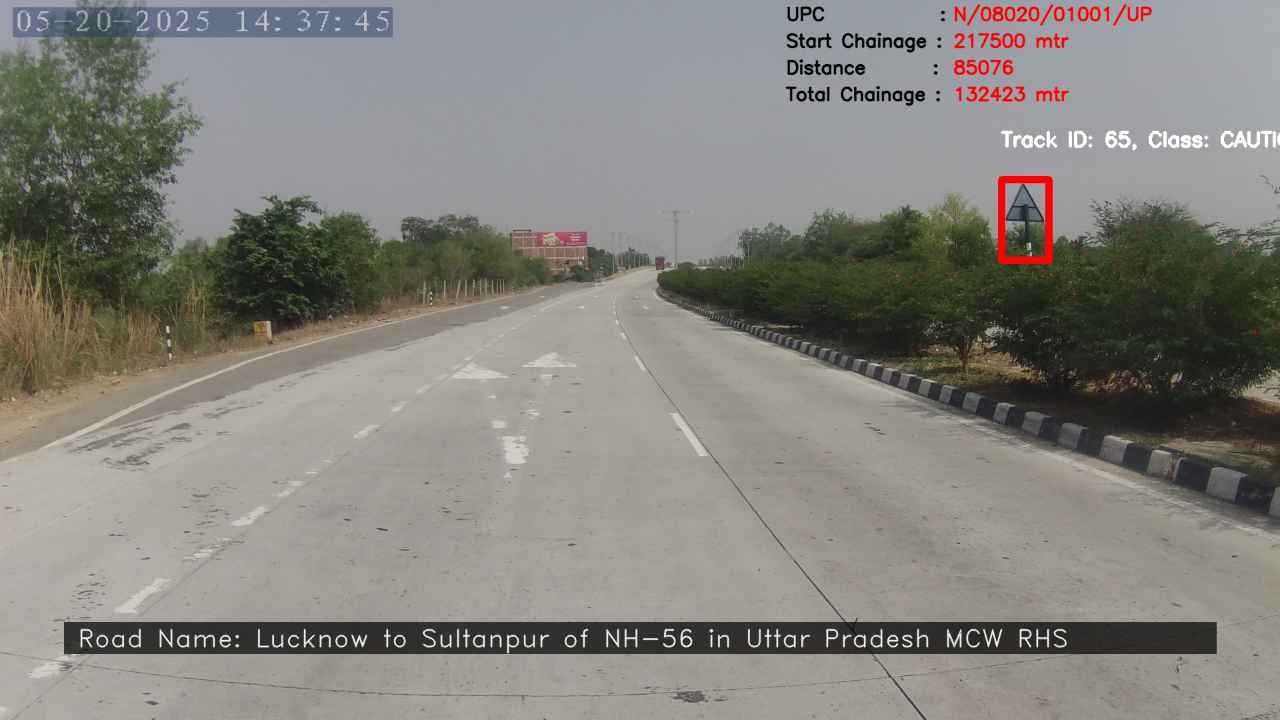 05-20-2025 14:37:45
UPC : N/08020/01001/UP
Start Chainage : 217500 mtr
Distance : 85076
Total Chainage : 132423 mtr
Track ID: 65, Class: CAUTIO
Road Name: Lucknow to Sultanpur of NH-56 in Uttar Pradesh MCW RHS